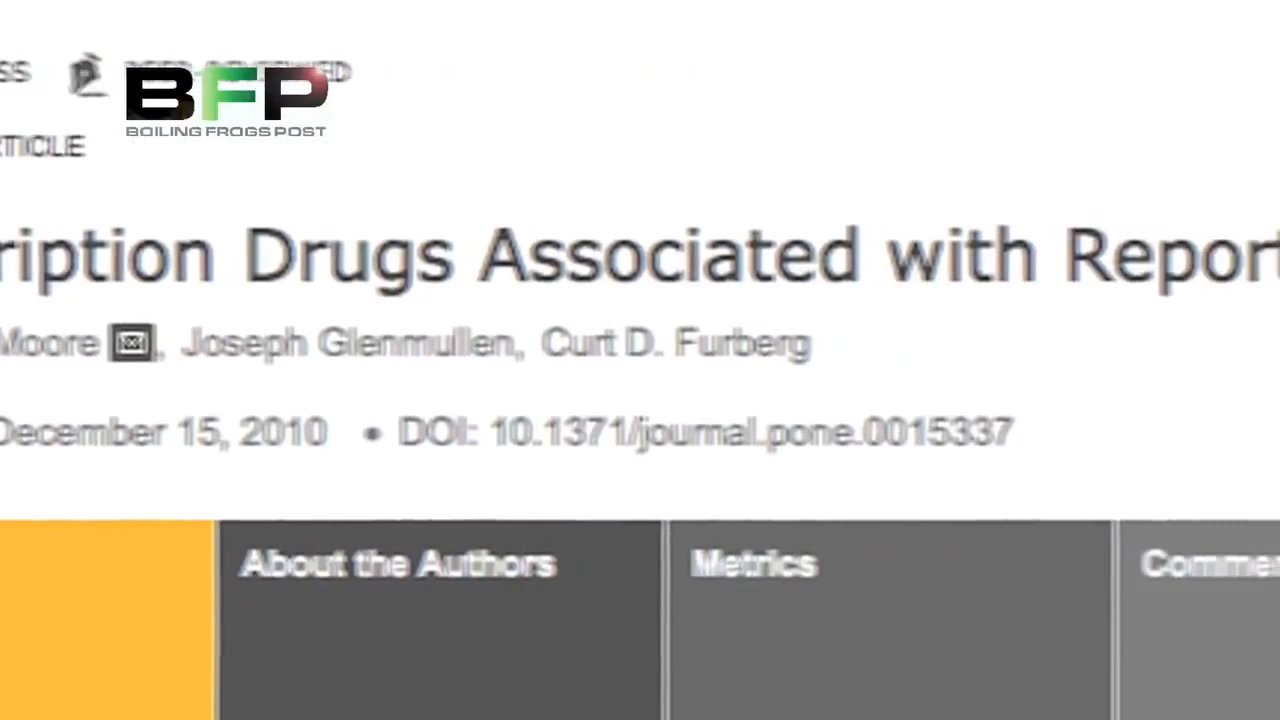 SS
BFP
BOILING FROGS POST
RTICLE
ription Drugs Associated with Report
Moore , Joseph Glenmullen, Curt D. Furberg
December 15, 2010 • DOI: 10.1371/journal.pone.0015337
About the Authors
Metrics
Commen